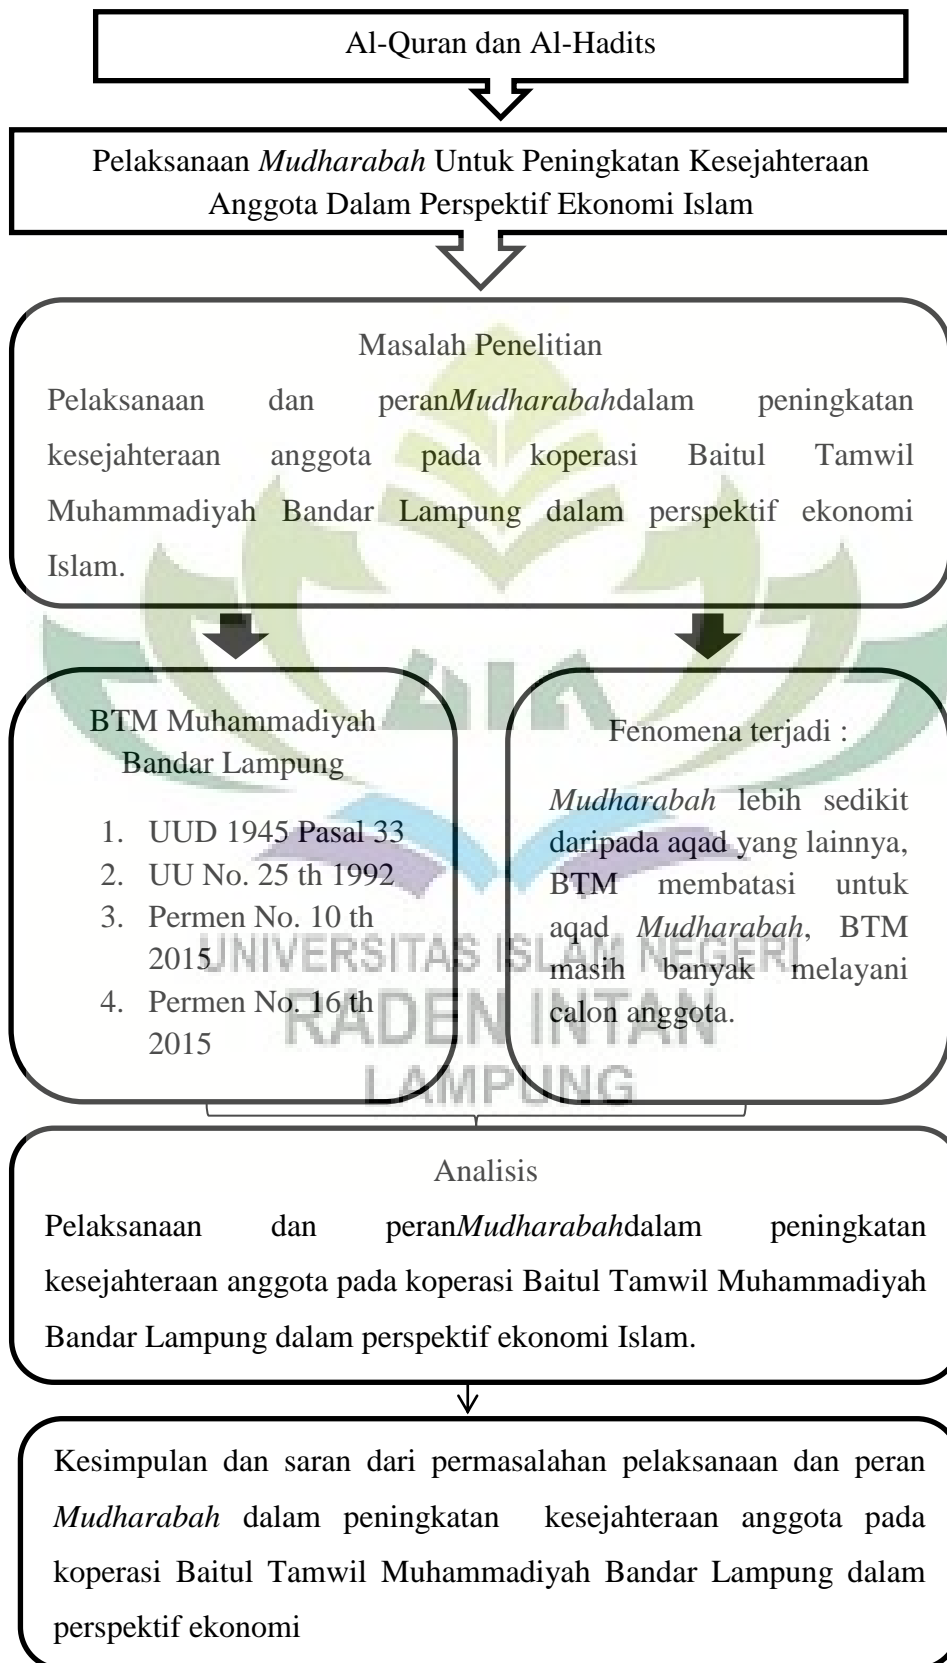 Al-Quran dan Al-Hadits
Pelaksanaan Mudharabah Untuk Peningkatan Kesejahteraan
Anggota Dalam Perspektif Ekonomi Islam
Masalah Penelitian
Pelaksanaan dan peranMudharabahdalam peningkatan
kesejahteraan anggota pada koperasi Baitul Tamwil
Muhammadiyah Bandar Lampung dalam perspektif ekonomi
Islam.
BTM Muhammadiyah
Bandar Lampung
1. UUD 1945 Pasal 33
2. UU No. 25 th 1992
3. Permen No. 10 th
2015
4. Permen No. 16 th
2015
Fenomena terjadi :
Mudharabah lebih sedikit
daripada aqad yang lainnya,
BTM membatasi untuk
aqad Mudharabah, BTM
masih banyak melayani
calon anggota.
UNIVERSITAS ISLAM NEGERI
RADEN INTAN
LAMPUNG
Analisis
Pelaksanaan dan peranMudharabahdalam peningkatan
kesejahteraan anggota pada koperasi Baitul Tamwil Muhammadiyah
Bandar Lampung dalam perspektif ekonomi Islam.
Kesimpulan dan saran dari permasalahan pelaksanaan dan peran
Mudharabah dalam peningkatan kesejahteraan anggota pada
koperasi Baitul Tamwil Muhammadiyah Bandar Lampung dalam
perspektif ekonomi